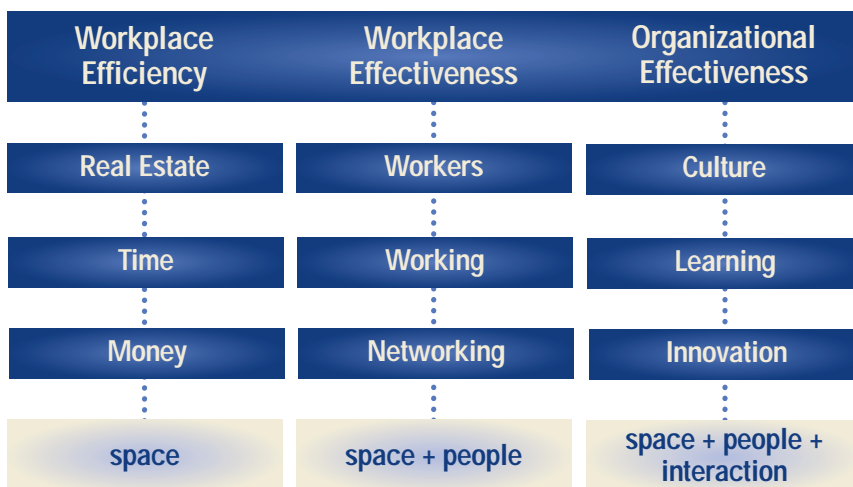 Workplace
Efficiency
Workplace
Effectiveness
Organizational
Effectiveness
Real Estate
Workers
Culture
Time
Working
Learning
Money
Networking
Innovation
space
space + people
space + people +
interaction